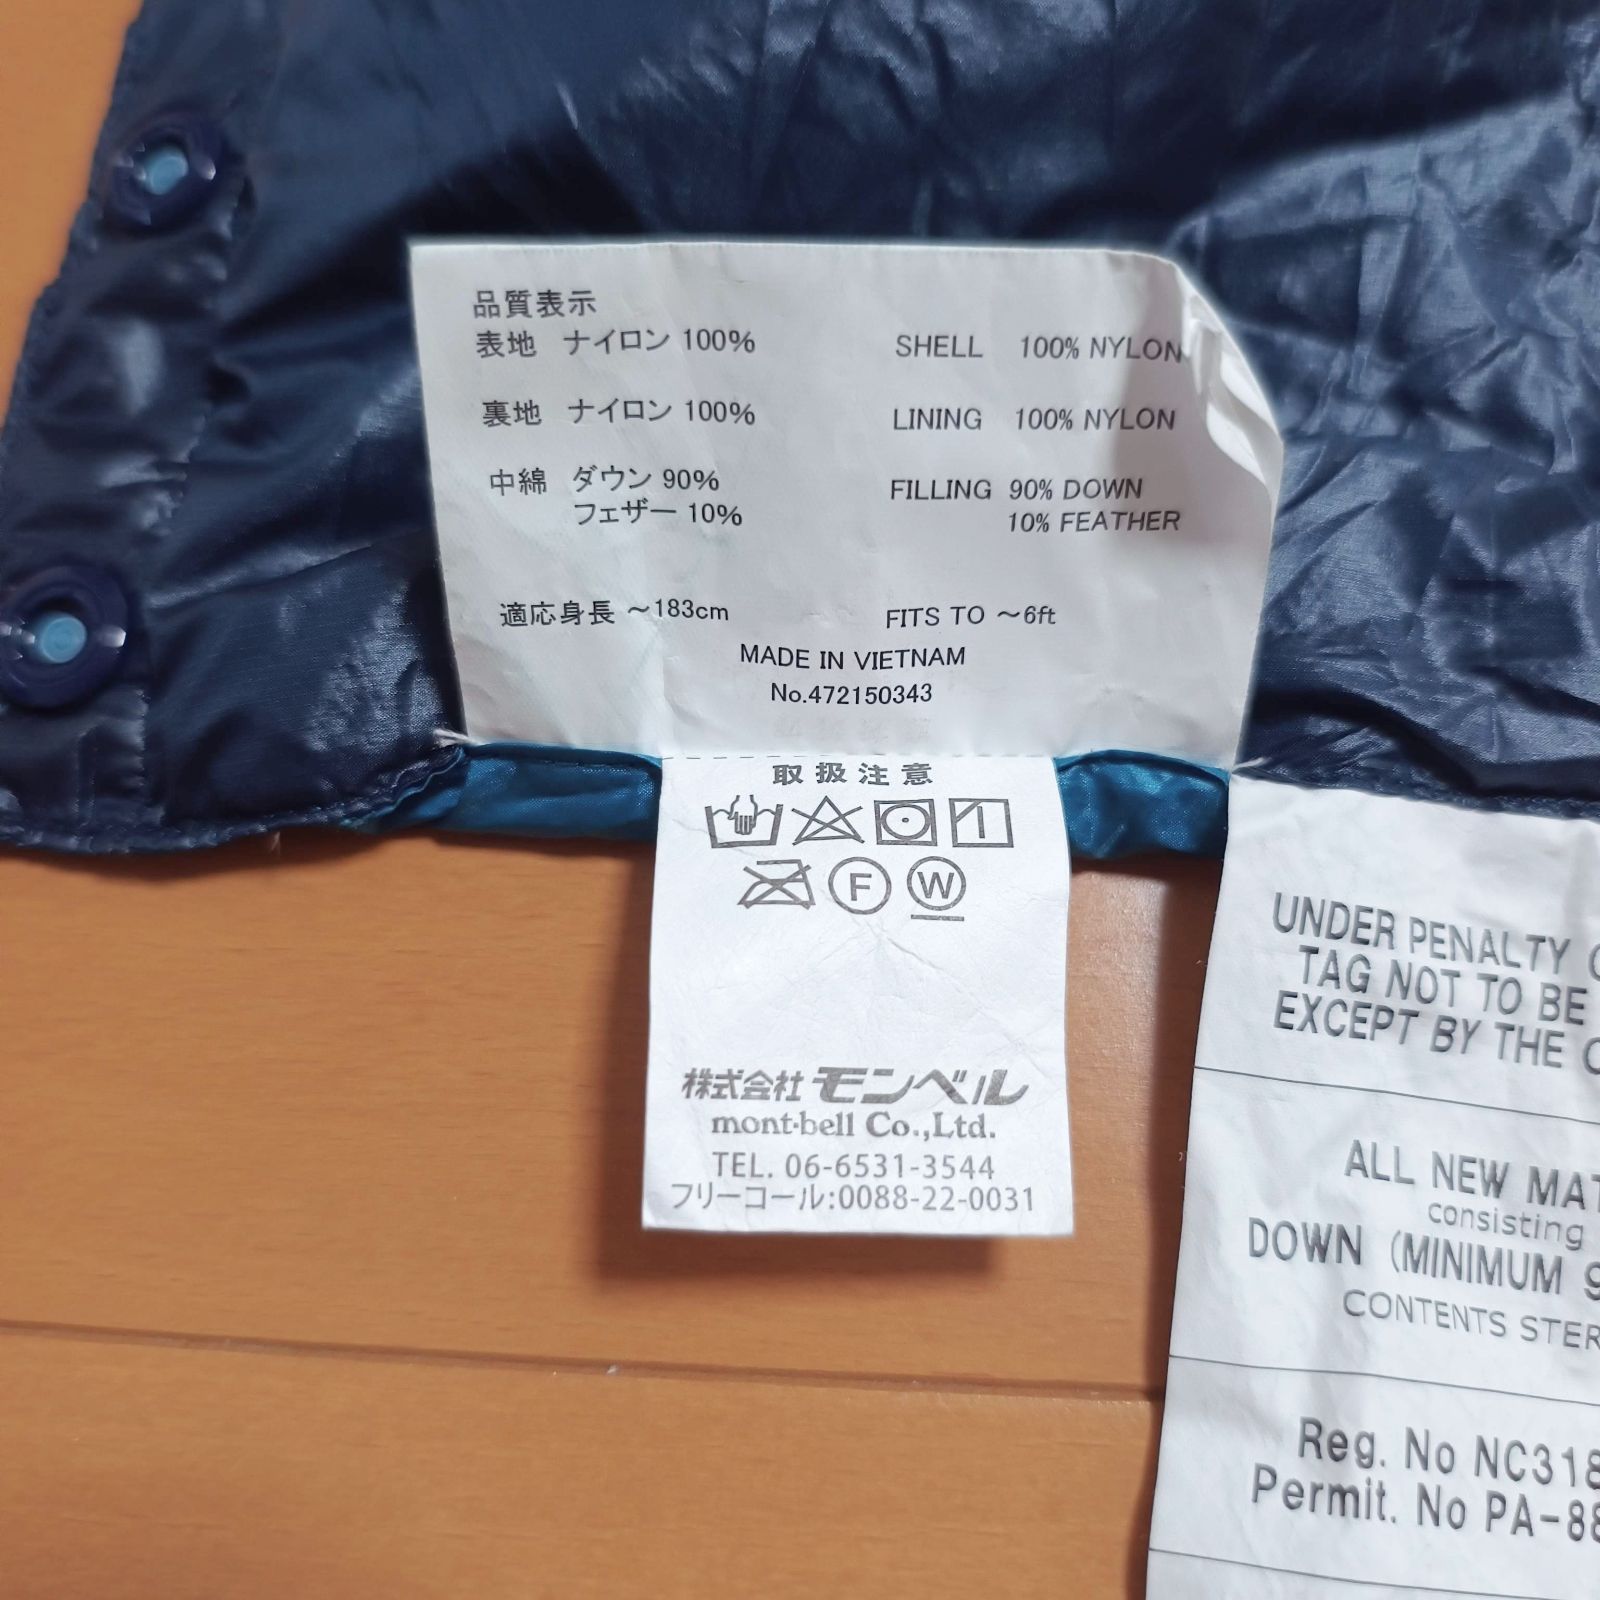 品質表示
表地 ナイロン 100% SHELL 100% NYLON
裏地 ナイロン 100% LINING 100% NYLON
中綿 ダウン 90% FILLING 90% DOWN
フェザー 10% 10% FEATHER
適応身長 ～183cm FITS TO ～6ft
MADE IN VIETNAM
No.472150343
取扱注意
F W
株式会社 モンベル
mont-bell Co.,Ltd.
TEL. 06-6531-3544
フリーコール:0088-22-0031
UNDER PENALTY
TAG NOT TO BE
EXCEPT BY THE
ALL NEW
consisting
DOWN (MINIMUM
CONTENTS
Reg. No NC318
Permit. No PA-88